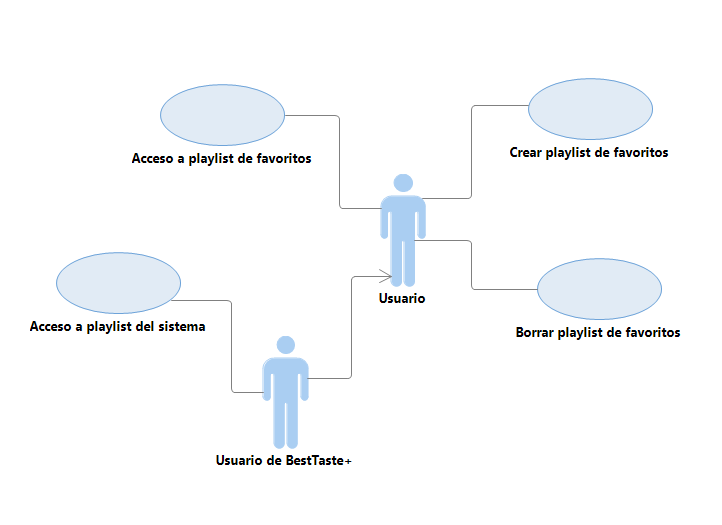 Acceso a playlist de favoritos
Crear playlist de favoritos
Usuario
Acceso a playlist del sistema
Borrar playlist de favoritos
Usuario de BestTaste+